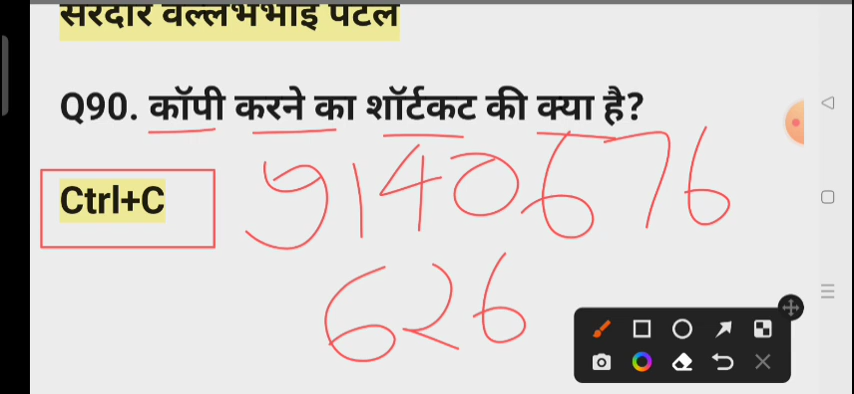 सरदार वल्लभभाई पटेल
Q90. कॉपी करने का शॉर्टकट की क्या है?
Ctrl+C
9140676
626